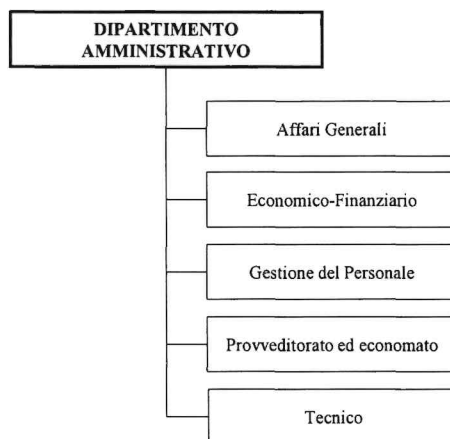 DIPARTIMENTO
AMMINISTRATIVO
Affari Generali
Economico-Finanziario
Gestione del Personale
Provveditorato ed economato
Tecnico